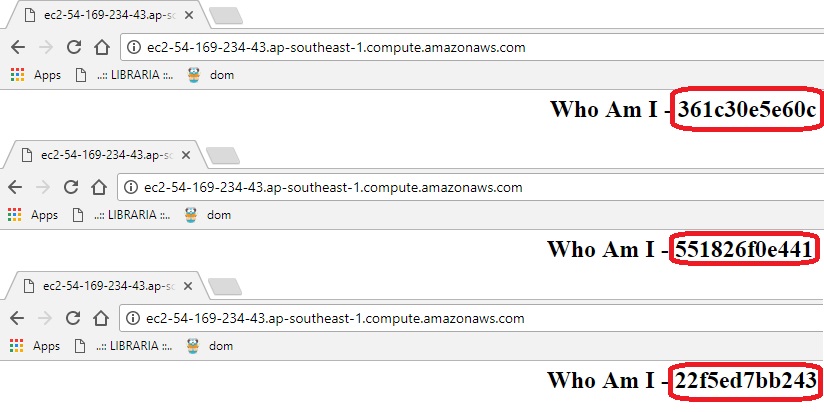 ec2-54-169-234-43.ap-sc
ec2-54-169-234-43.ap-southeast-1.compute.amazonaws.com
Apps ..:: LIBRARIA ::.. dom
Who Am I - 361c30e5e60c
ec2-54-169-234-43.ap-sc
ec2-54-169-234-43.ap-southeast-1.compute.amazonaws.com
Apps ..:: LIBRARIA ::.. dom
Who Am I - 551826f0e441
ec2-54-169-234-43.ap-sc
ec2-54-169-234-43.ap-southeast-1.compute.amazonaws.com
Apps ..:: LIBRARIA ::.. dom
Who Am I - 22f5ed7bb243